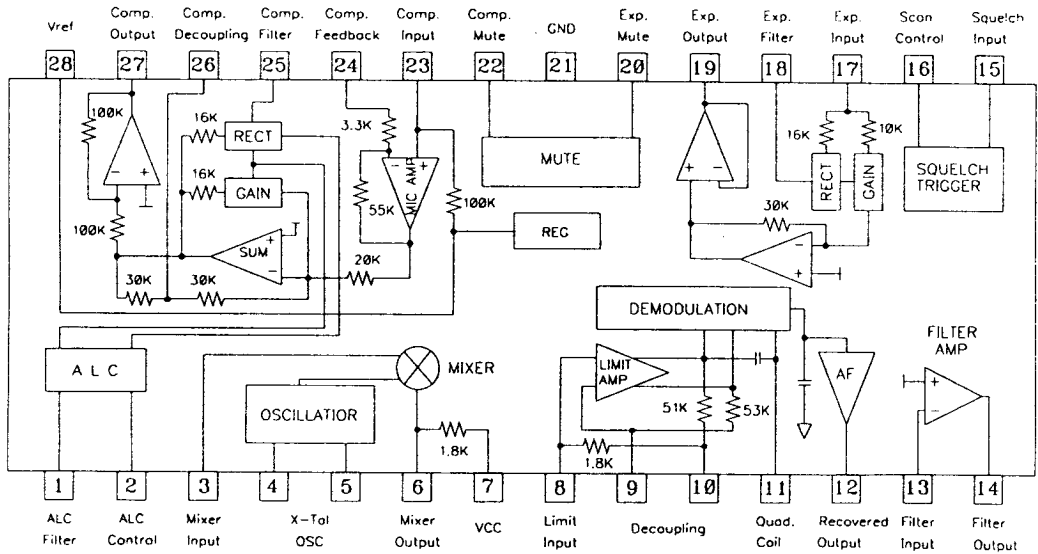 Vref
Comp. Output
Comp. Decoupling
Comp. Filter
Comp. Feedback
Comp. Input
Comp. Mute
GND
Exp. Mute
Exp. Output
Exp. Filter
Exp. Input
Scan Control
Squelch Input
28 27 26 25 24 23 22 21 20 19 18 17 16 15
100K
16K
RECT
16K
GAIN
3.3K
- +
MIC AMP
55K
100K
MUTE
REC
- +
100K
SUM
+
-
20K
30K
30K
+ -
16K
10K
RECT
GAIN
30K
-
+
SQUELCH TRIGGER
DEMODULATION
ALC
OSCILLATIOR
MIXER
1.8K
LIMIT AMP
51K
53K
1.8K
AF
FILTER AMP
+
-
1 2 3 4 5 6 7 8 9 10 11 12 13 14
ALC Filter
ALC Control
Mixer Input
X-Tal OSC
Mixer Output
VCC
Limit Input
Decoupling
Quad. Coil
Recovered Output
Filter Input
Filter Output